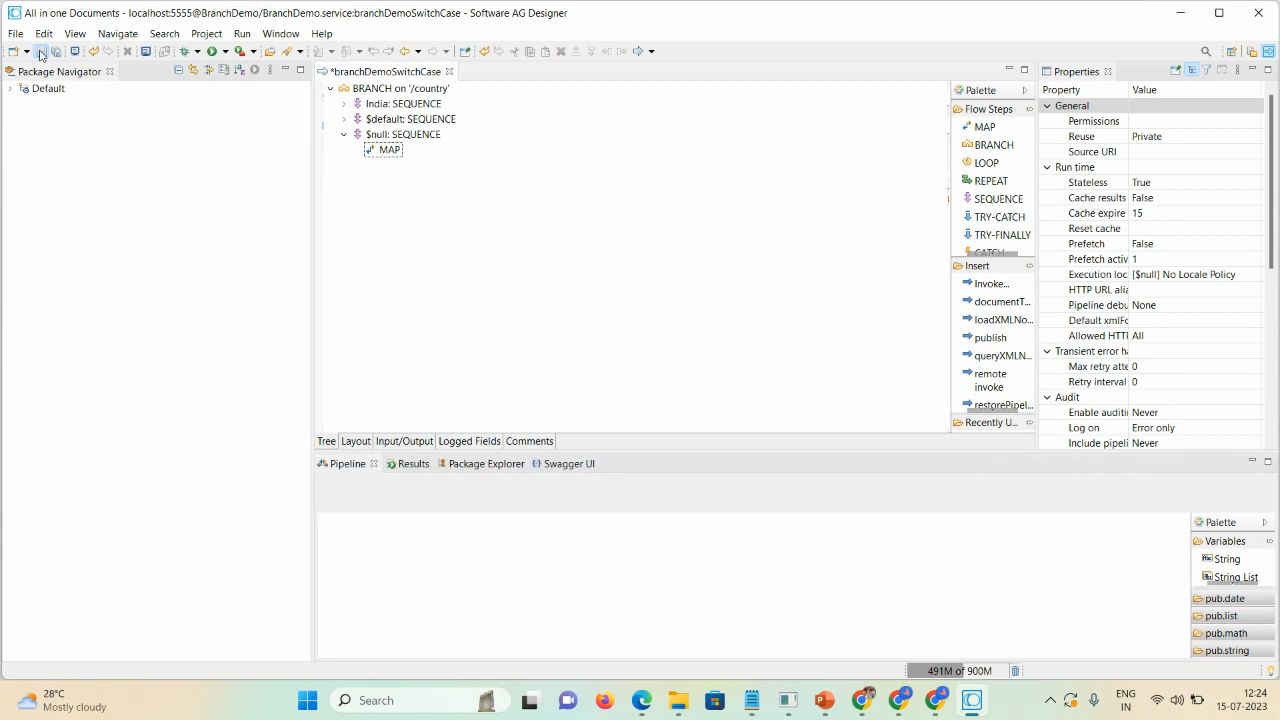 All in one Documents - localhost:5555@BranchDemo/BranchDemo.service:branchDemoSwitchCase - Software AG Designer
File Edit View Navigate Search Project Run Window Help
Package Navigator
Default
*branchDemoSwitchCase
BRANCH on '/country'
India: SEQUENCE
$default: SEQUENCE
$null: SEQUENCE
MAP
Palette
Flow Steps
MAP
BRANCH
LOOP
REPEAT
SEQUENCE
TRY-CATCH
TRY-FINALLY
CATCH
Insert
Invoke...
documentT...
loadXMLNo...
publish
queryXMLN...
remote
invoke
restorePipel...
Recently U...
Properties
Property Value
General
Permissions
Reuse Private
Source URI
Run time
Stateless True
Cache results False
Cache expire 15
Reset cache
Prefetch False
Prefetch activ 1
Execution loc [$null] No Locale Policy
HTTP URL alia
Pipeline debu None
Default xmlFo
Allowed HTT All
Transient error ha
Max retry atte 0
Retry interval 0
Audit
Enable auditi Never
Log on Error only
Include pipeli Never
Tree Layout Input/Output Logged Fields Comments
Pipeline Results Package Explorer Swagger UI
Palette
Variables
String
String List
pub.date
pub.list
pub.math
pub.string
491M of 900M
28°C
Mostly cloudy
Search
ENG
IN
12:24
15-07-2023